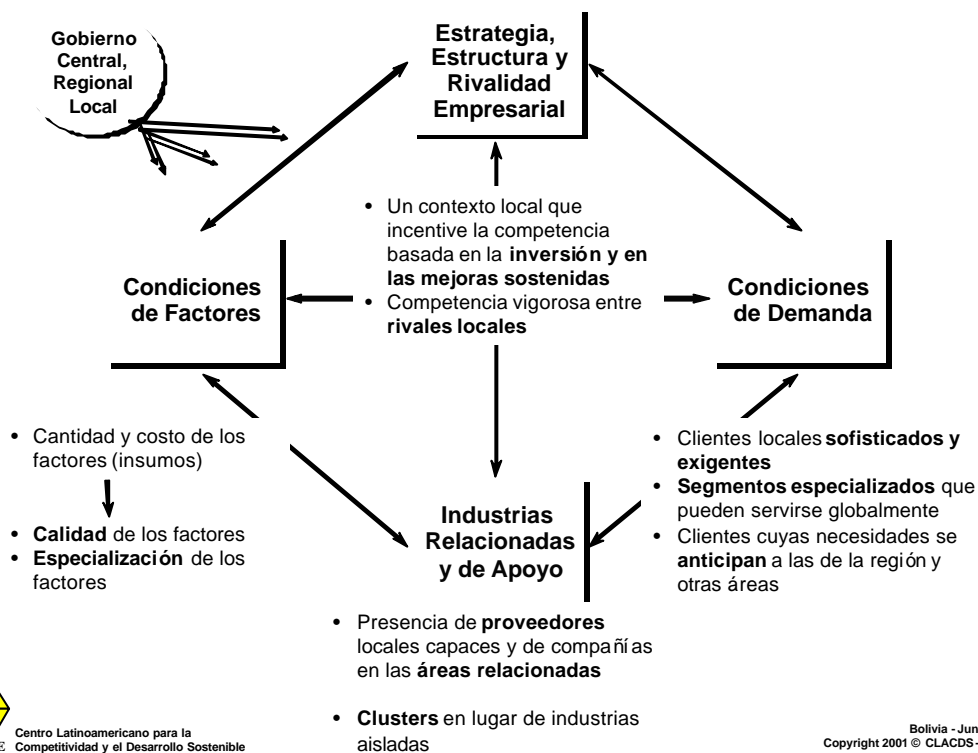 Gobierno
Central,
Regional
Local
Estrategia,
Estructura y
Rivalidad
Empresarial
• Un contexto local que
incentive la competencia
basada en la inversión y en
las mejoras sostenidas
• Competencia vigorosa entre
rivales locales
Condiciones
de Factores
Condiciones
de Demanda
• Cantidad y costo de los
factores (insumos)
• Calidad de los factores
• Especialización de los
factores
Industrias
Relacionadas
y de Apoyo
• Clientes locales sofisticados y
exigentes
• Segmentos especializados que
pueden servirse globalmente
• Clientes cuyas necesidades se
anticipan a las de la región y
otras áreas
• Presencia de proveedores
locales capaces y de compañías
en las áreas relacionadas
• Clusters en lugar de industrias
aisladas
Centro Latinoamericano para la
E Competitividad y el Desarrollo Sostenible
Bolivia - Jun
Copyright 2001 © CLACDS-